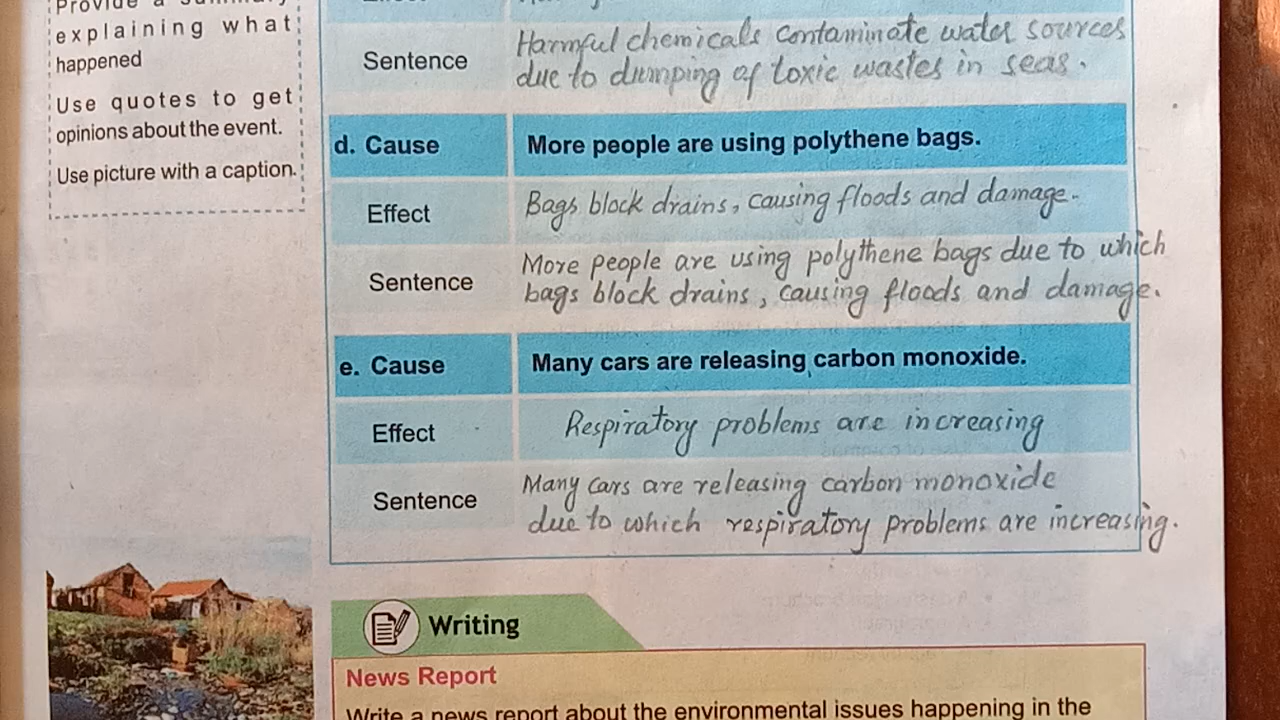 explaining what
happened
Use quotes to get
opinions about the event.
Use picture with a caption.
Sentence
Harmful chemicals contaminate water sources
due to dumping of toxic wastes in seas.
d. Cause
More people are using polythene bags.
Effect
Bags block drains, causing floods and damage.
Sentence
More people are using polythene bags due to which
bags block drains, causing floods and damage.
e. Cause
Many cars are releasing carbon monoxide.
Effect
Respiratory problems are increasing
Sentence
Many cars are releasing carbon monoxide
due to which respiratory problems are increasing.
Writing
News Report
Write a news report about the environmental issues happening in the